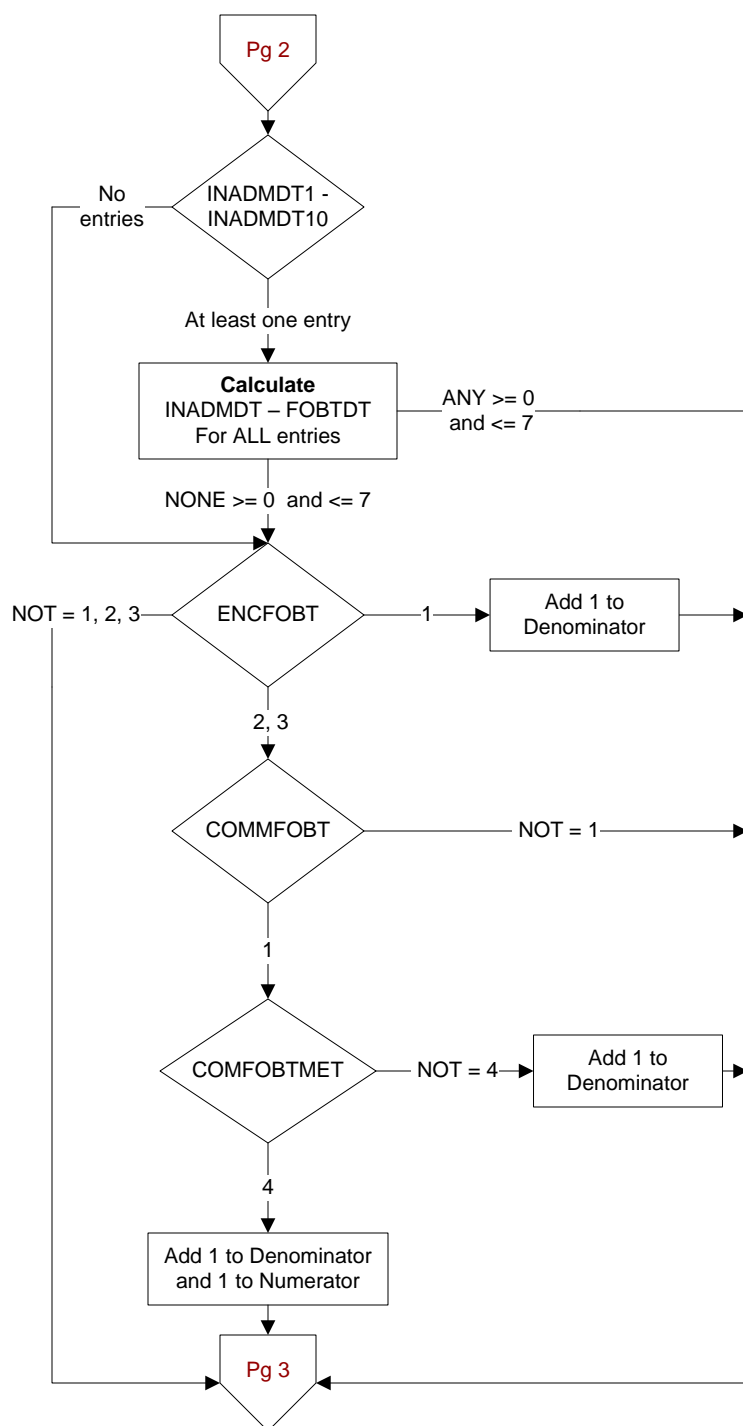 Pg 2
No
entries
INADMDT1 -
INADMDT10
At least one entry
Calculate
INADMDT – FOBTDT
For ALL entries
ANY >= 0
and <= 7
NONE >= 0 and <= 7
NOT = 1, 2, 3
ENCFOBT
1
Add 1 to
Denominator
2, 3
COMMFOBT
NOT = 1
1
COMFOBTMET
NOT = 4
Add 1 to
Denominator
4
Add 1 to Denominator
and 1 to Numerator
Pg 3